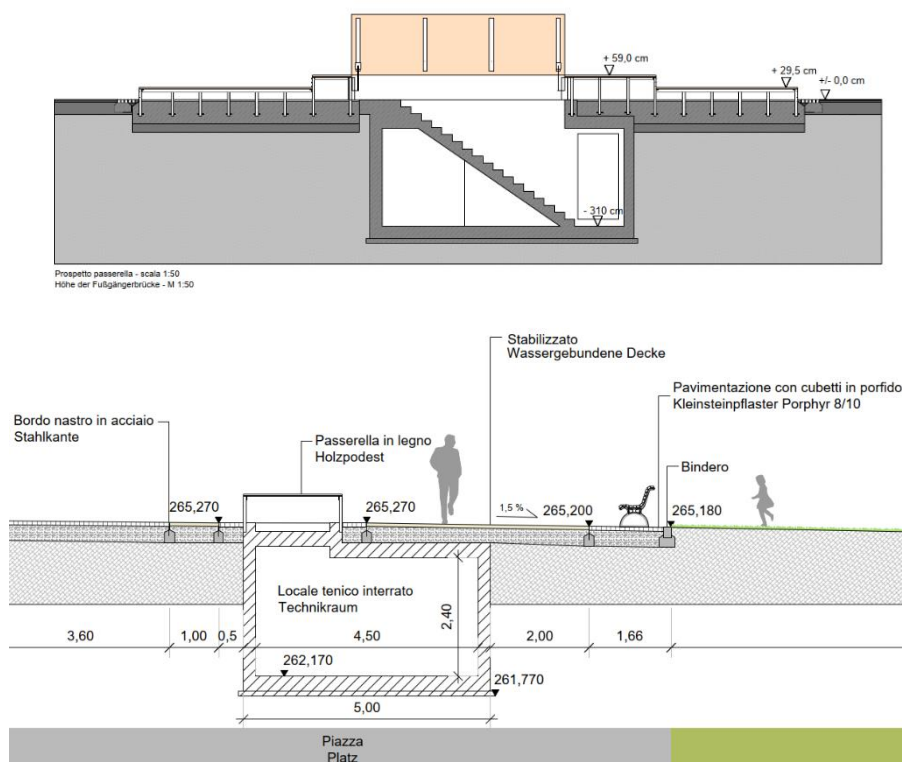 + 59,0 cm
+ 29,5 cm
+/- 0,0 cm
- 310 cm
Prospetto passerella - scala 1:50
Höhe der Fußgängerbrücke - M 1:50
Stabilizzato
Wassergebundene Decke
Pavimentazione con cubetti in porfido
Kleinsteinpflaster Porphyr 8/10
Bordo nastro in acciaio
Stahlkante
Passerella in legno
Holzpodest
Bindero
265,270
265,270
1,5 %
265,200
265,180
Locale tenico interrato
Technikraum
2,40
3,60
1,00
0,5
4,50
2,00
1,66
262,170
261,770
5,00
Piazza
Platz